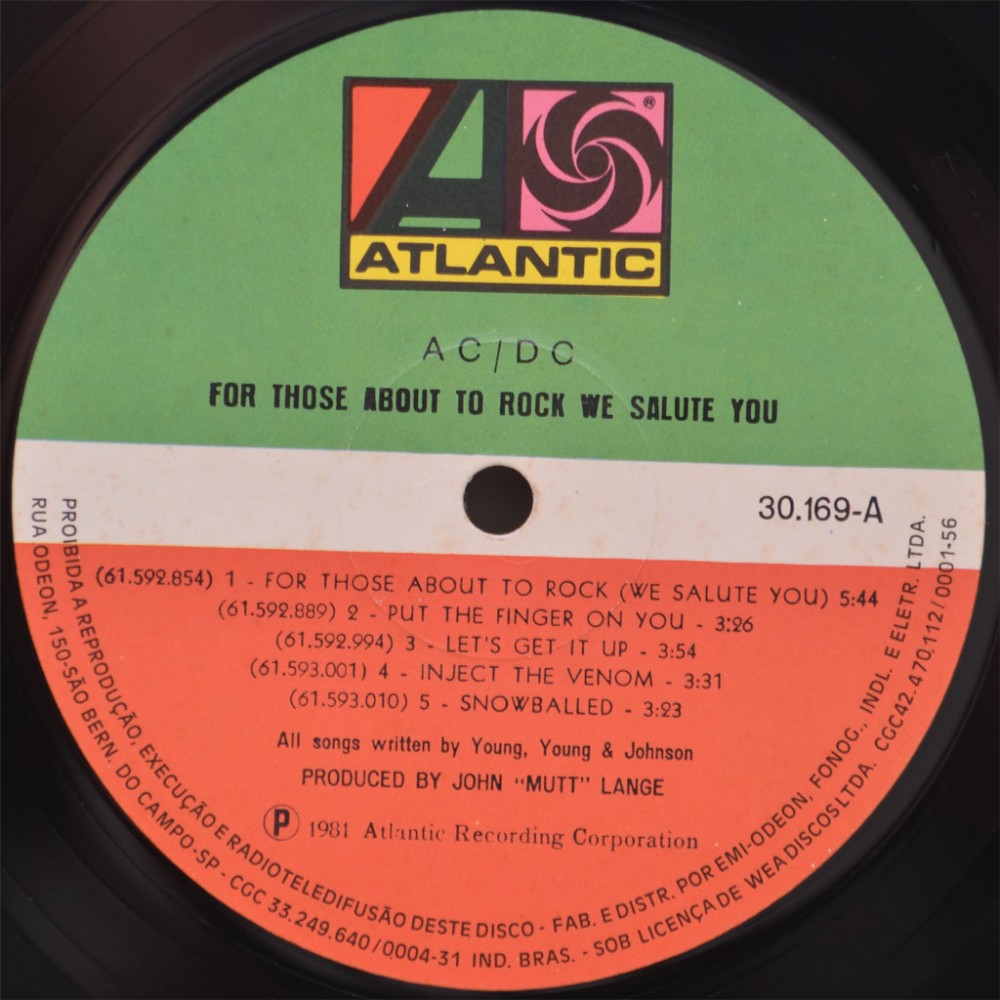 A ®
ATLANTIC
AC/DC
FOR THOSE ABOUT TO ROCK WE SALUTE YOU
30.169-A
(61.592.854) 1 - FOR THOSE ABOUT TO ROCK (WE SALUTE YOU) 5:44
(61.592.889) 2 - PUT THE FINGER ON YOU - 3:26
(61.592.994) 3 - LET'S GET IT UP - 3:54
(61.593.001) 4 - INJECT THE VENOM - 3:31
(61.593.010) 5 - SNOWBALLED - 3:23
All songs written by Young, Young & Johnson
PRODUCED BY JOHN "MUTT" LANGE
℗ 1981 Atlantic Recording Corporation
PROIBIDA A REPRODUÇÃO, EXECUÇÃO E RADIOTELEDIFUSÃO DESTE DISCO - FAB. E DISTR. POR EMI-ODEON, FONOG., INDL. E ELETR. LTDA.
RUA ODEON, 150-SÃO BERN. DO CAMPO-SP - CGC 33.249.640/0004-31 IND. BRAS. - SOB LICENÇA DE WEA DISCOS LTDA. CGC42.470.112/0001-56